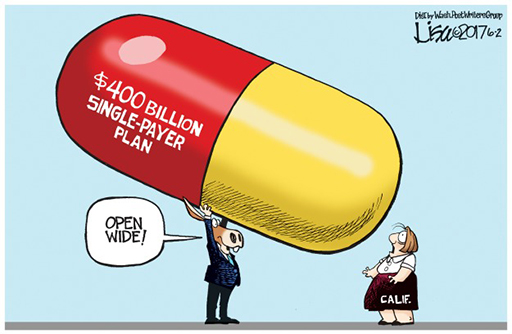 Dist by Wash. Post Writers Group
Lisa©2017 6-2
$400 BILLION
SINGLE-PAYER
PLAN
OPEN
WIDE!
CALIF.